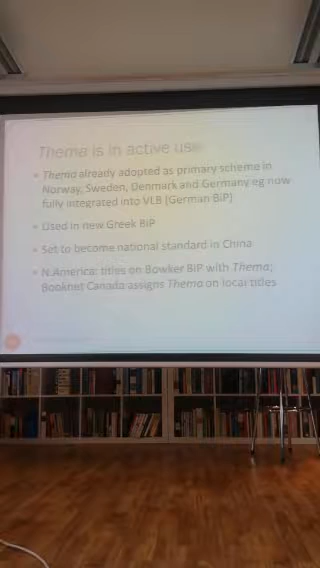 Thema is in active use
• Thema already adopted as primary scheme in
Norway, Sweden, Denmark and Germany eg now
fully integrated into VLB (German BiP)
• Used in new Greek BiP
• Set to become national standard in China
• N.America: titles on Bowker BiP with Thema;
Booknet Canada assigns Thema on local titles